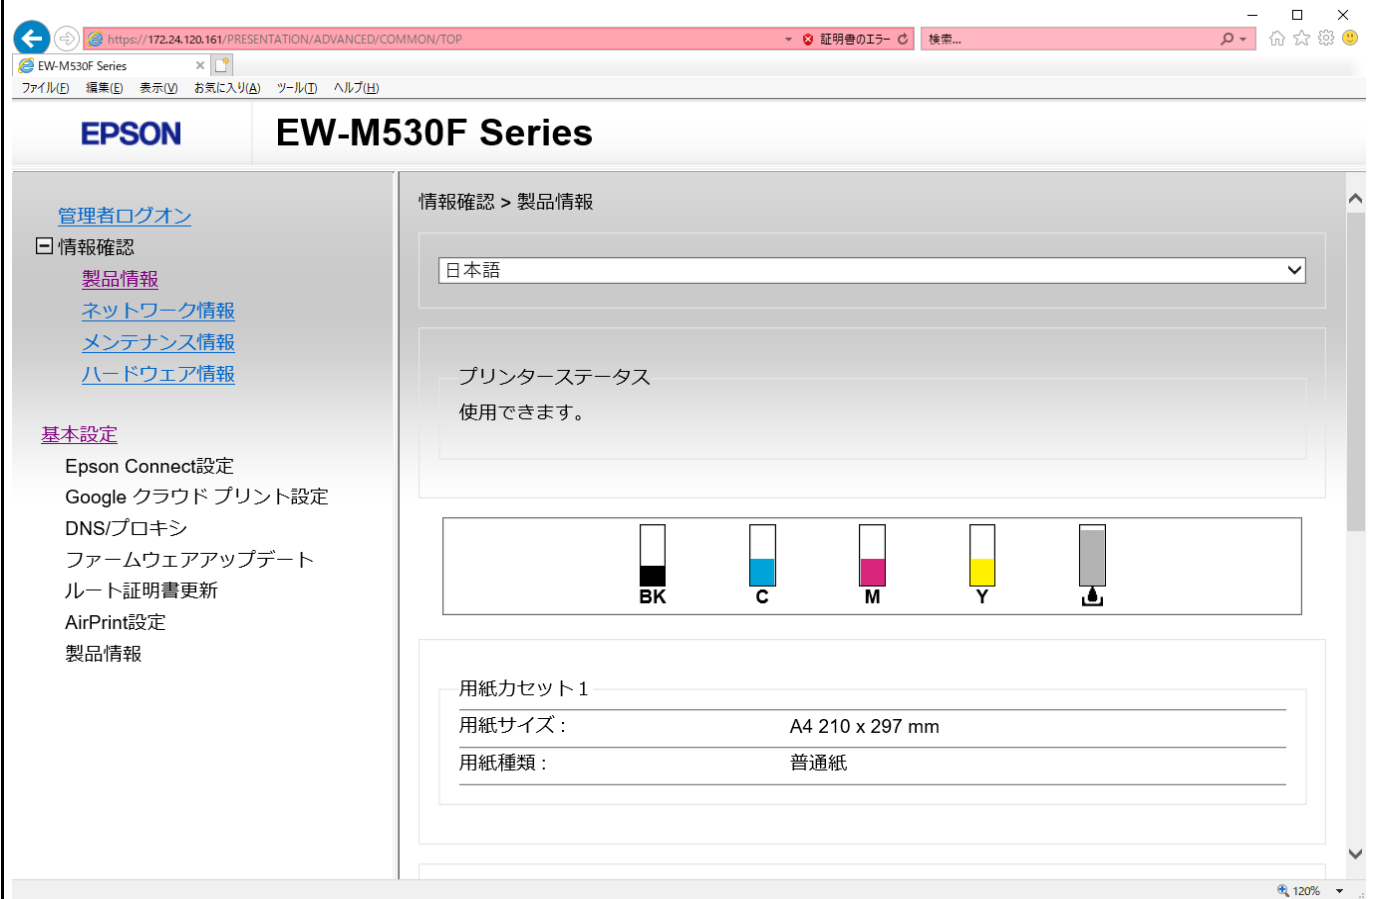 https://172.24.120.161/PRESENTATION/ADVANCED/COMMON/TOP
証明書のエラー
検索...
EW-M530F Series
ファイル(F) 編集(E) 表示(V) お気に入り(A) ツール(T) ヘルプ(H)
EPSON
EW-M530F Series
管理者ログオン
情報確認
製品情報
ネットワーク情報
メンテナンス情報
ハードウェア情報
基本設定
Epson Connect設定
Google クラウド プリント設定
DNS/プロキシ
ファームウェアアップデート
ルート証明書更新
AirPrint設定
製品情報
情報確認 > 製品情報
日本語
プリンターステータス
使用できます。
BK C M Y
用紙カセット 1
用紙サイズ : A4 210 x 297 mm
用紙種類 : 普通紙
120%